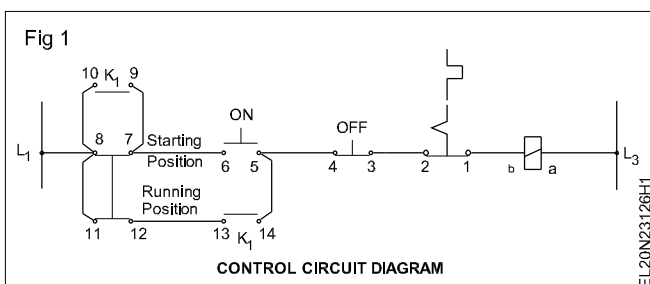 Fig 1
10 K1 9
ON
OFF
L1
8 7 Starting
Position
6 5 4 3 2 1 b a
L3
Running
Position
11 12 13 K1 14
CONTROL CIRCUIT DIAGRAM
EL20N23126H1